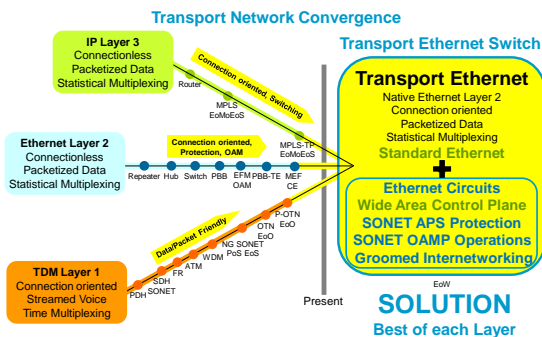 Transport Network Convergence
IP Layer 3
Connectionless
Packetized Data
Statistical Multiplexing
Connection oriented, Switching
Router
MPLS
EoMoEoS
MPLS-TP
EoMoEoS
Ethernet Layer 2
Connectionless
Packetized Data
Statistical Multiplexing
Connection oriented,
Protection, OAM
Repeater
Hub
Switch
PBB
EFM
OAM
PBB-TE
MEF
CE
TDM Layer 1
Connection oriented
Streamed Voice
Time Multiplexing
Data/Packet Friendly
PDH
SDH
SONET
FR
ATM
WDM
NG SONET
PoS EoS
OTN
EoO
P-OTN
EoO
Present
Transport Ethernet Switch
Transport Ethernet
Native Ethernet Layer 2
Connection oriented
Packetized Data
Statistical Multiplexing
Standard Ethernet
+
Ethernet Circuits
Wide Area Control Plane
SONET APS Protection
SONET OAMP Operations
Groomed Internetworking
EoW
SOLUTION
Best of each Layer